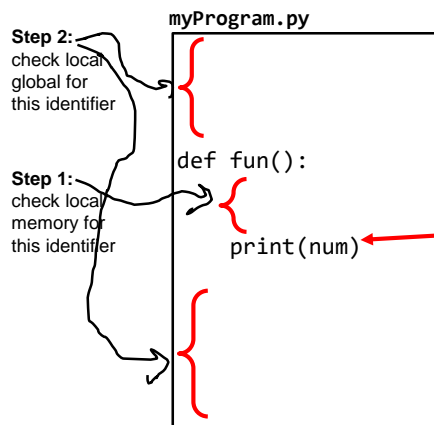 myProgram.py
Step 2:
check local
global for
this identifier
def fun():
Step 1:
check local
memory for
this identifier
print(num)